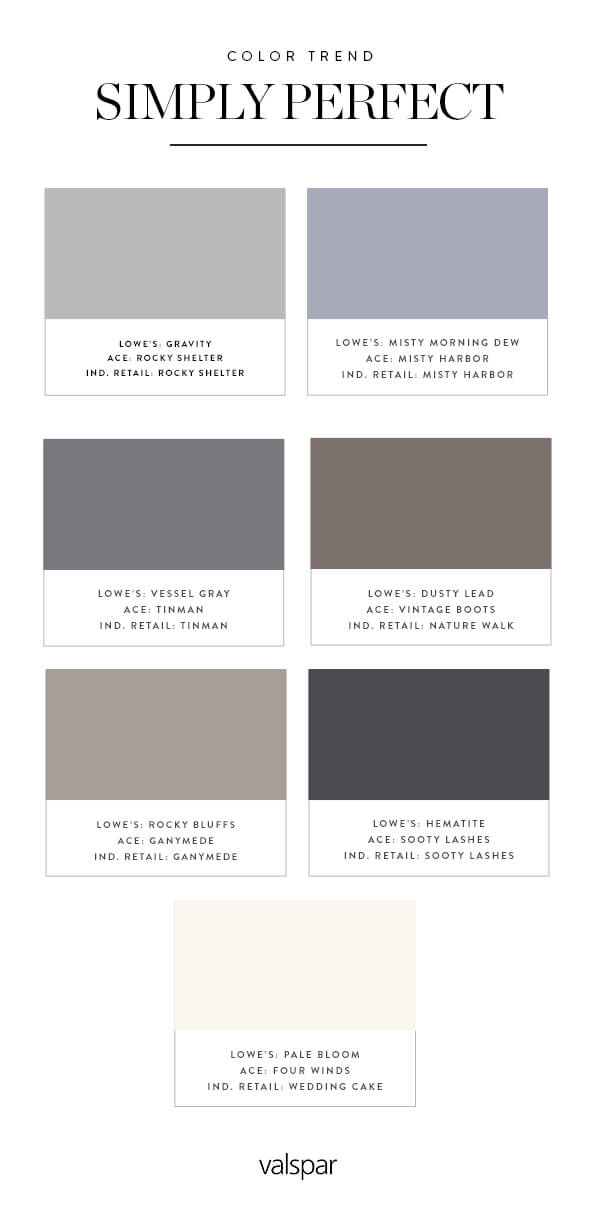 COLOR TREND
SIMPLY PERFECT
LOWE'S: GRAVITY
ACE: ROCKY SHELTER
IND. RETAIL: ROCKY SHELTER
LOWE'S: MISTY MORNING DEW
ACE: MISTY HARBOR
IND. RETAIL: MISTY HARBOR
LOWE'S: VESSEL GRAY
ACE: TINMAN
IND. RETAIL: TINMAN
LOWE'S: DUSTY LEAD
ACE: VINTAGE BOOTS
IND. RETAIL: NATURE WALK
LOWE'S: ROCKY BLUFFS
ACE: GANYMEDE
IND. RETAIL: GANYMEDE
LOWE'S: HEMATITE
ACE: SOOTY LASHES
IND. RETAIL: SOOTY LASHES
LOWE'S: PALE BLOOM
ACE: FOUR WINDS
IND. RETAIL: WEDDING CAKE
valspar